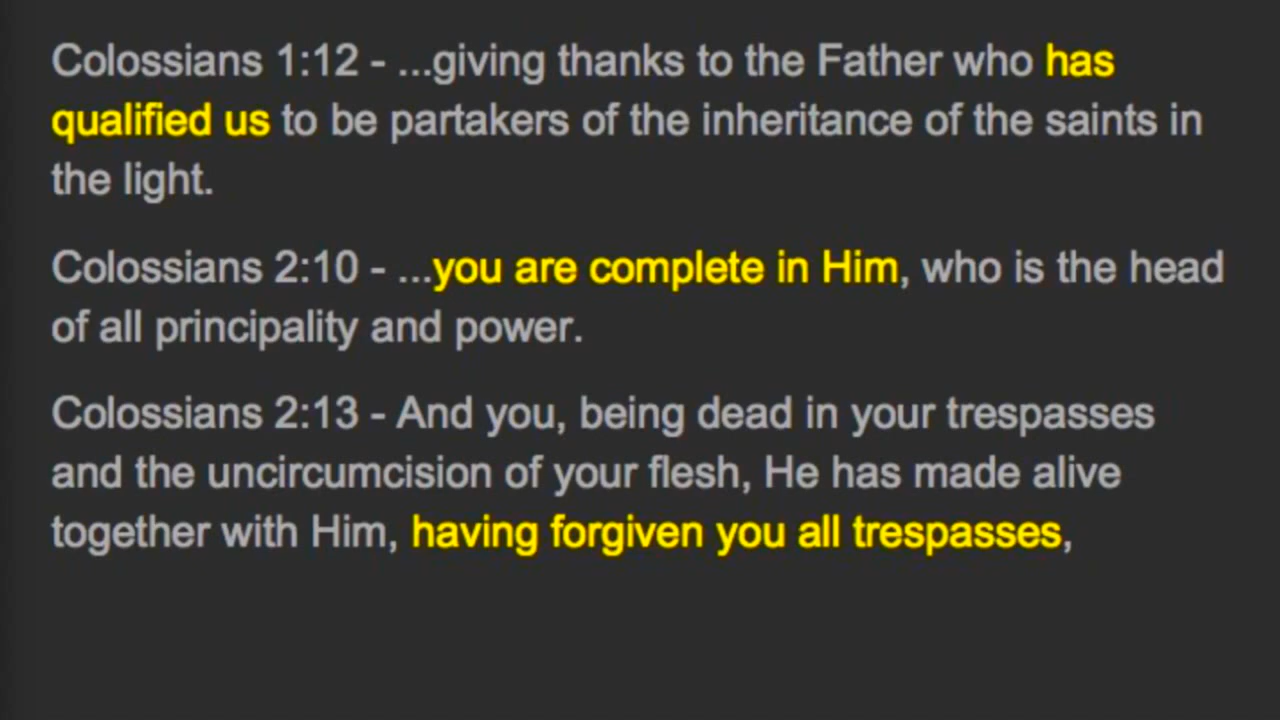 Colossians 1:12 - ...giving thanks to the Father who has
qualified us to be partakers of the inheritance of the saints in
the light.
Colossians 2:10 - ...you are complete in Him, who is the head
of all principality and power.
Colossians 2:13 - And you, being dead in your trespasses
and the uncircumcision of your flesh, He has made alive
together with Him, having forgiven you all trespasses,